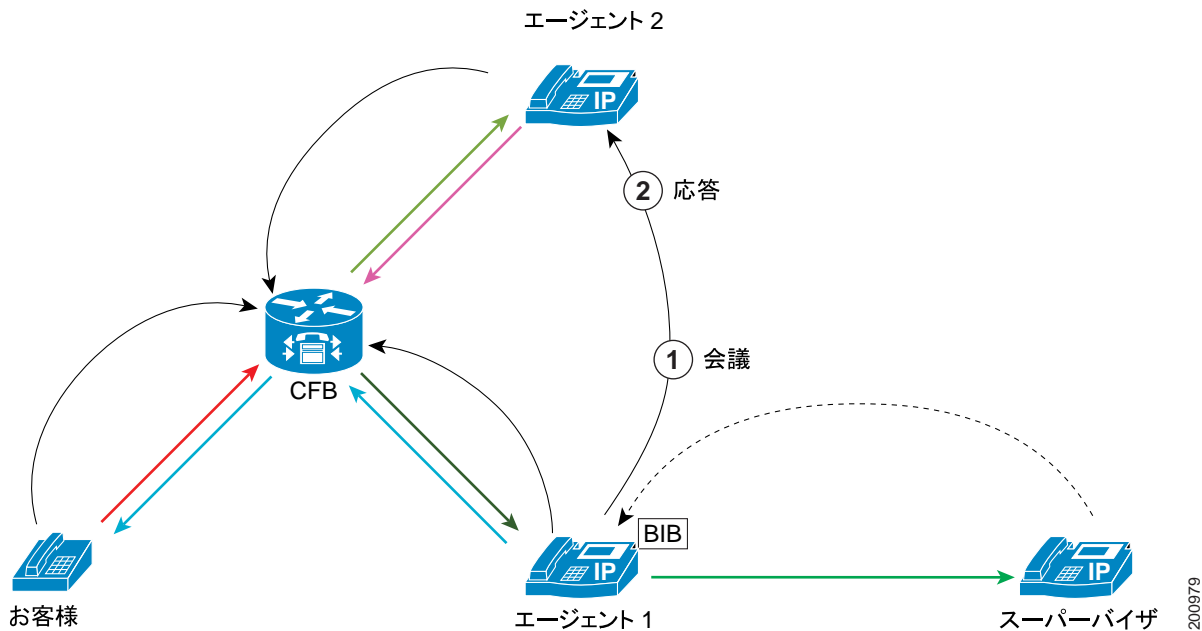 エージェント 2
IP
2 応答
1 会議
CFB
BIB
IP
IP
お客様
エージェント 1
スーパーバイザ
200979